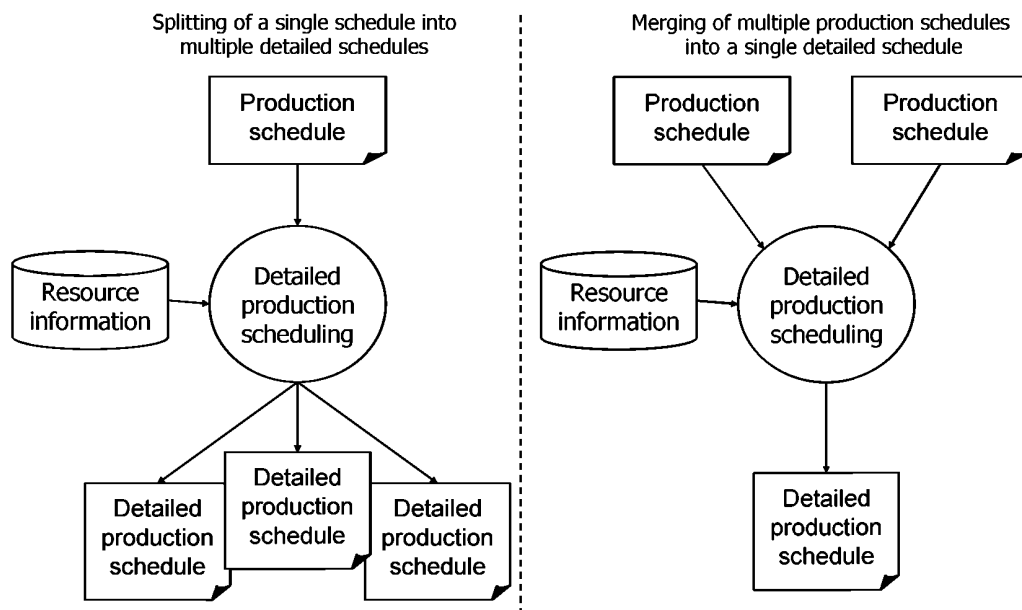 Splitting of a single schedule into
multiple detailed schedules
Production
schedule
Resource
information
Detailed
production
scheduling
Detailed
production
schedule
Detailed
production
schedule
Detailed
production
schedule
Merging of multiple production schedules
into a single detailed schedule
Production
schedule
Production
schedule
Resource
information
Detailed
production
scheduling
Detailed
production
schedule